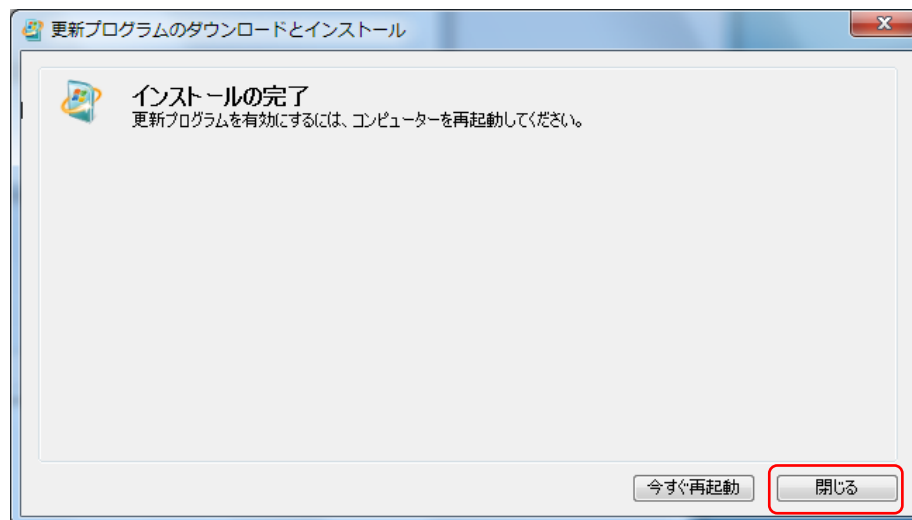 更新プログラムのダウンロードとインストール
インストールの完了
更新プログラムを有効にするには、コンピューターを再起動してください。
今すぐ再起動
閉じる